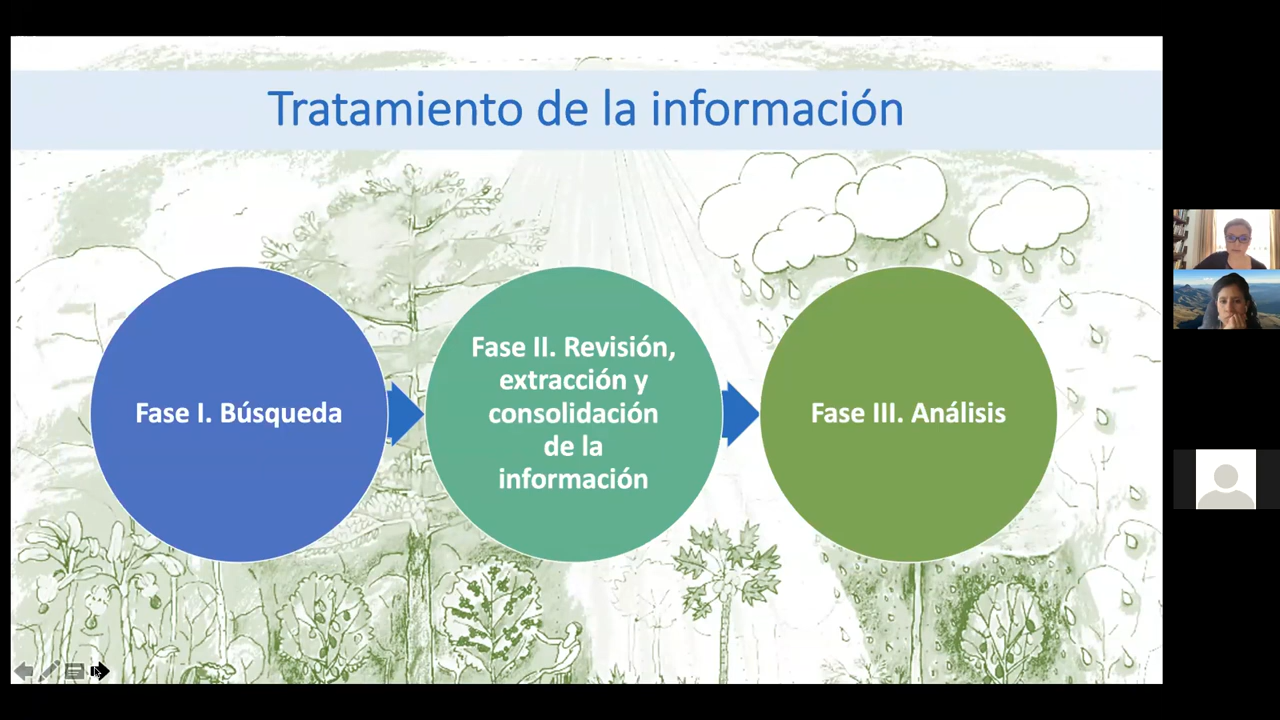 Tratamiento de la información
Fase I. Búsqueda
Fase II. Revisión,
extracción y
consolidación
de la
información
Fase III. Análisis